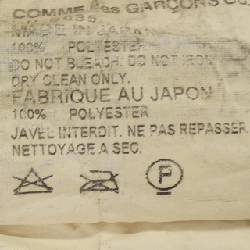 COMME des GARÇONS CO.
MADE IN JAPAN
100% POLYESTER
DO NOT BLEACH. DO NOT IRON.
DRY CLEAN ONLY.
FABRIQUE AU JAPON
100% POLYESTER
JAVEL INTERDIT. NE PAS REPASSER.
NETTOYAGE A SEC.
P